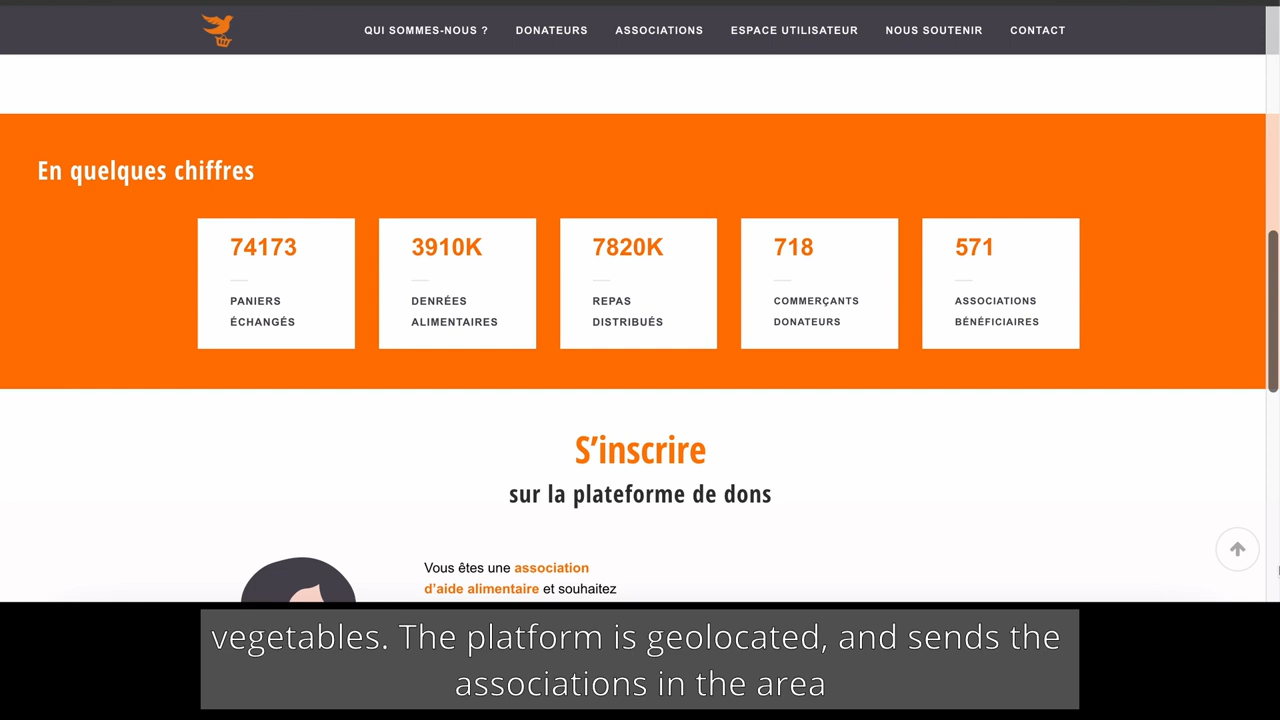 QUI SOMMES-NOUS ? DONATEURS ASSOCIATIONS ESPACE UTILISATEUR NOUS SOUTENIR CONTACT
En quelques chiffres
74173
PANIERS
ÉCHANGÉS
3910K
DENRÉES
ALIMENTAIRES
7820K
REPAS
DISTRIBUÉS
718
COMMERÇANTS
DONATEURS
571
ASSOCIATIONS
BÉNÉFICIAIRES
S'inscrire
sur la plateforme de dons
Vous êtes une association
d'aide alimentaire et souhaitez
vegetables. The platform is geolocated, and sends the
associations in the area